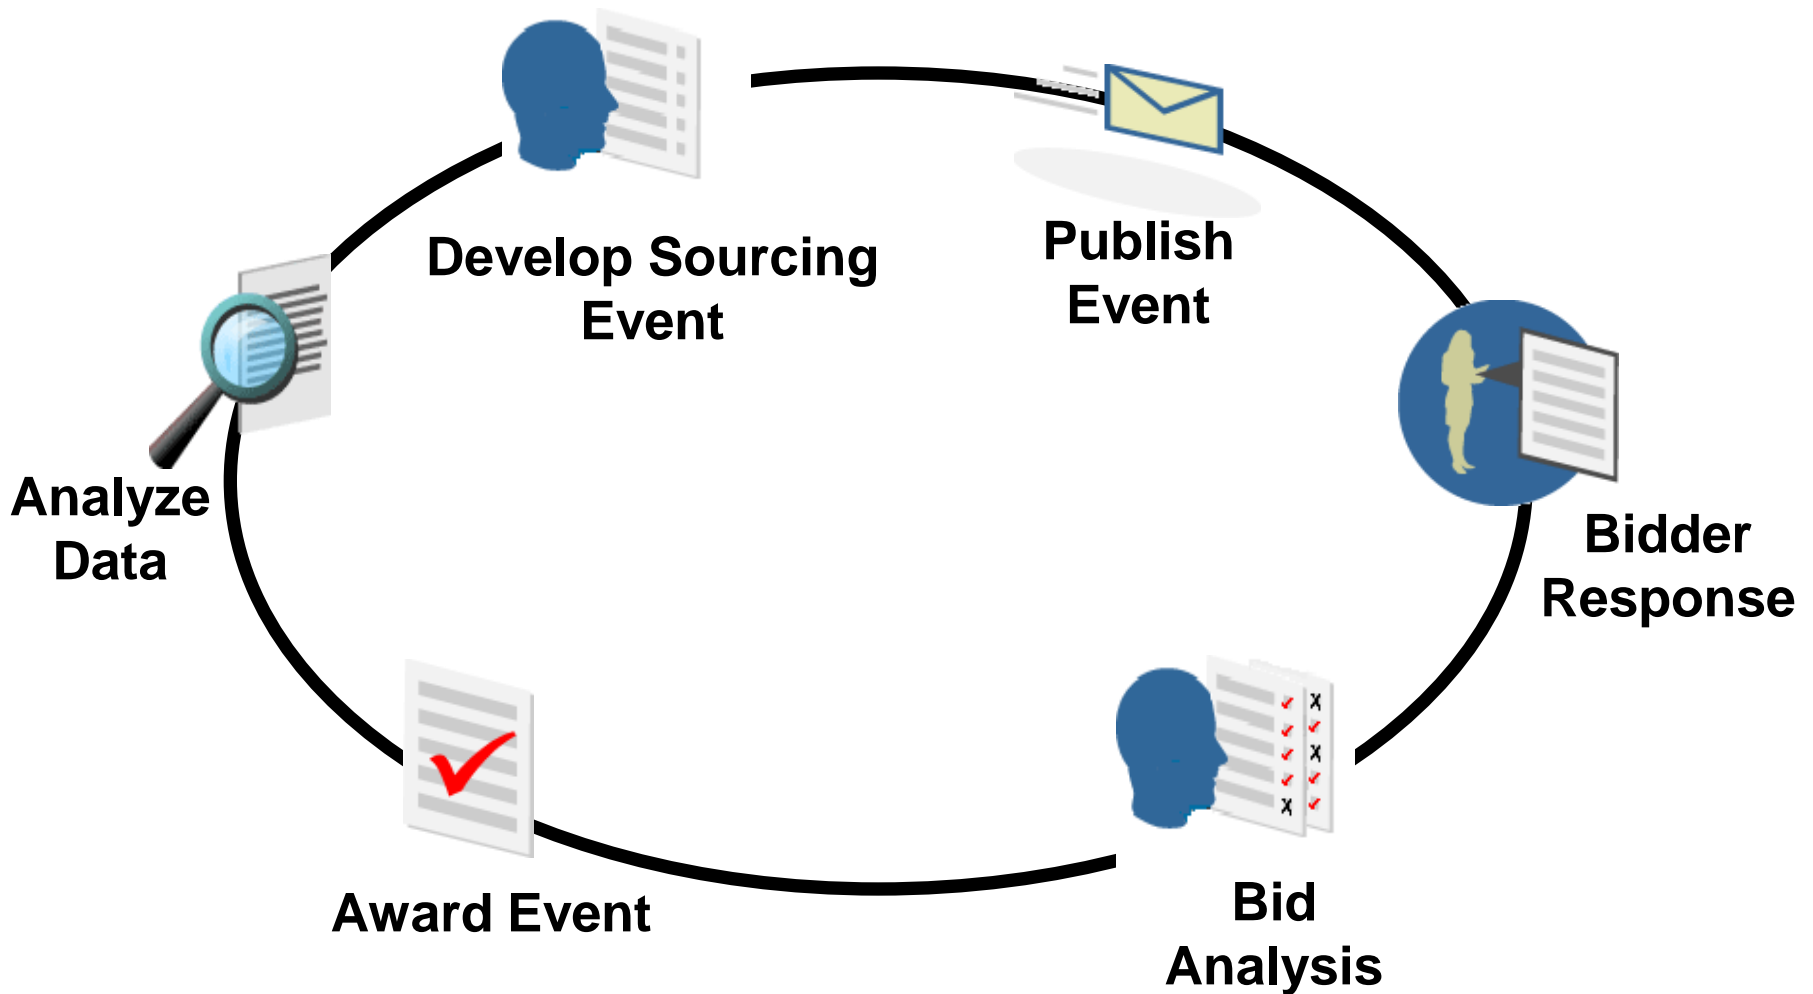 Develop Sourcing
Event
Publish
Event
Bidder
Response
Bid
Analysis
Award Event
Analyze
Data